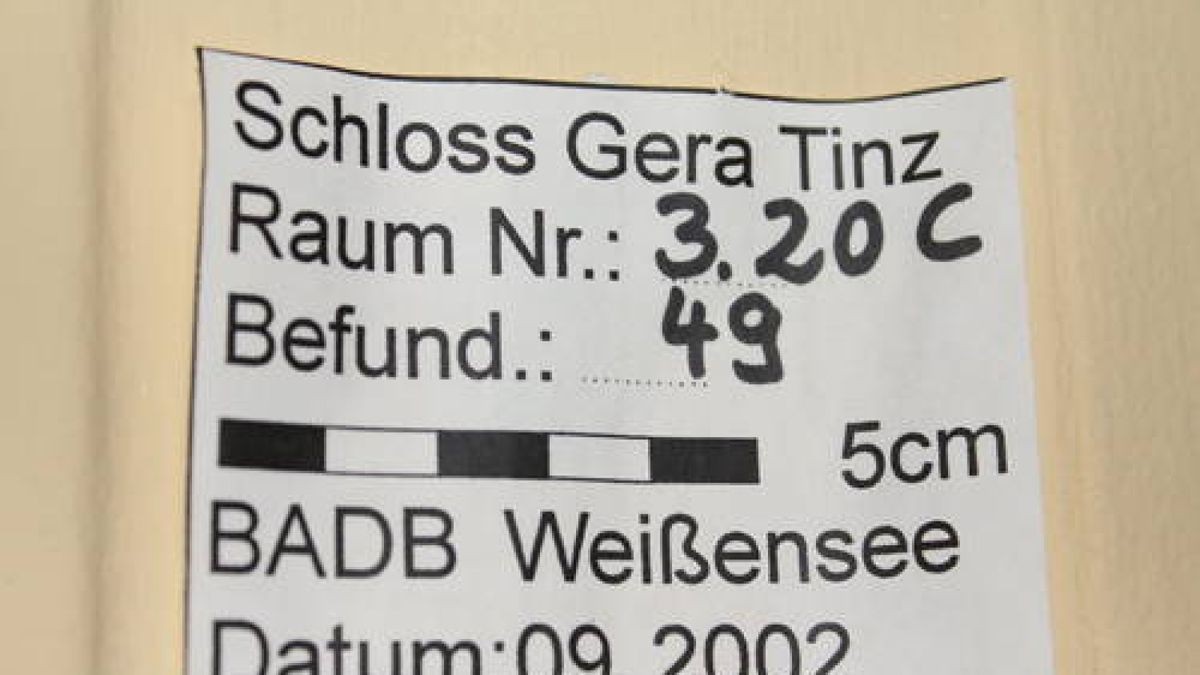 Schloss Gera Tinz
Raum Nr.: 3.20 C
Befund.: 49
5cm
BADB Weißensee
Datum:09.2002